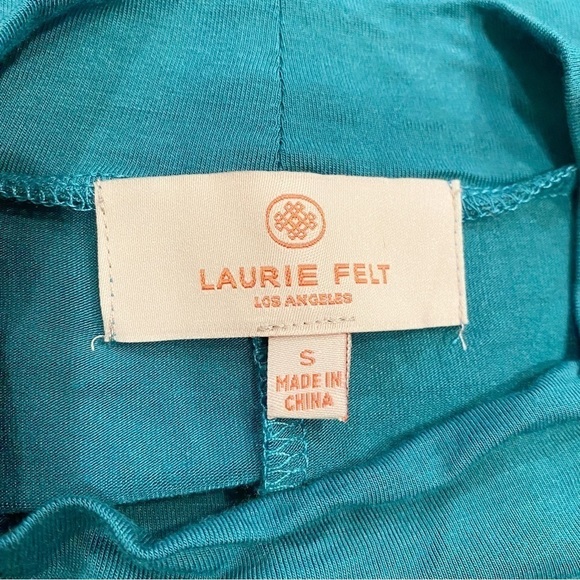 LAURIE FELT
LOS ANGELES
S
MADE IN
CHINA